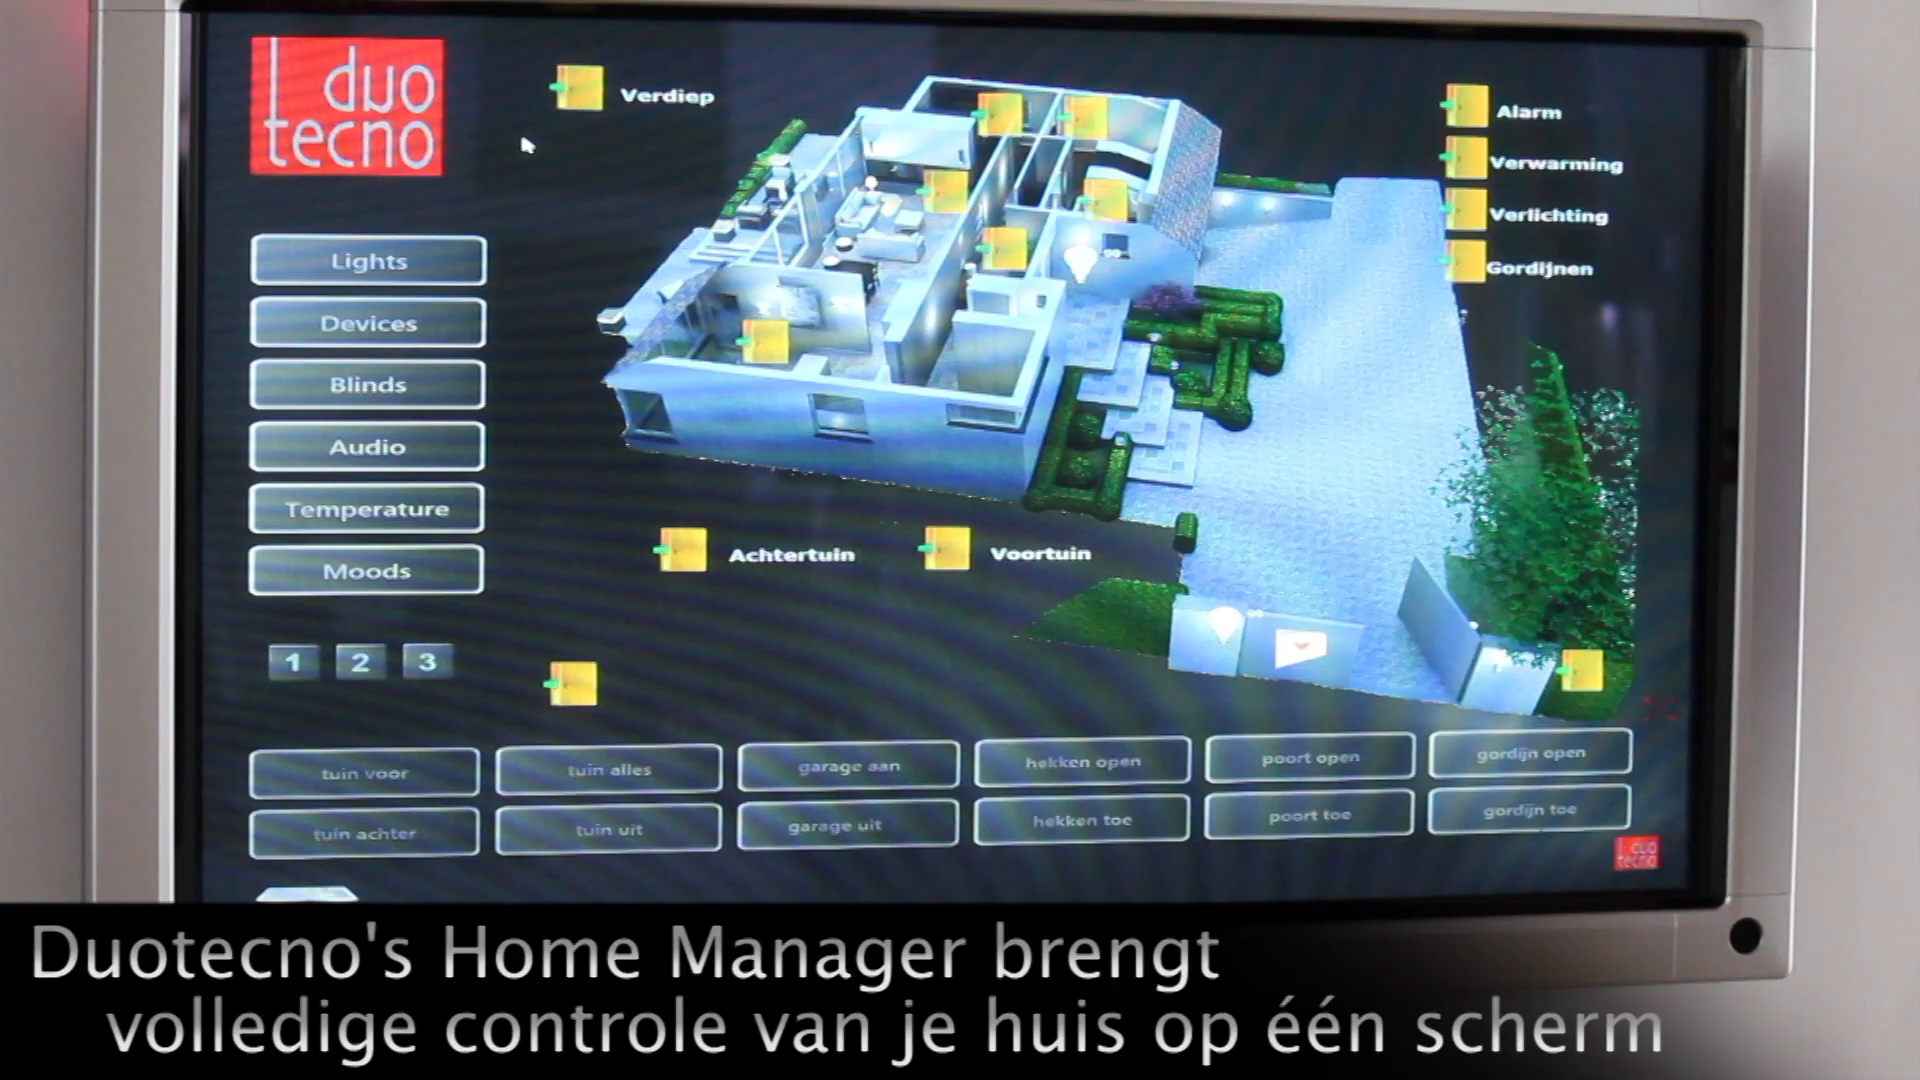 duo
tecno
Verdiep
Alarm
Verwarming
Verlichting
Gordijnen
Lights
Devices
Blinds
Audio
Temperature
Moods
Achtertuin
Voortuin
1 2 3
tuin voor
tuin alles
garage aan
hekken open
poort open
gordijn open
tuin achter
tuin uit
garage uit
hekken toe
poort toe
gordijn toe
duo
tecno
Duotecno's Home Manager brengt
volledige controle van je huis op één scherm